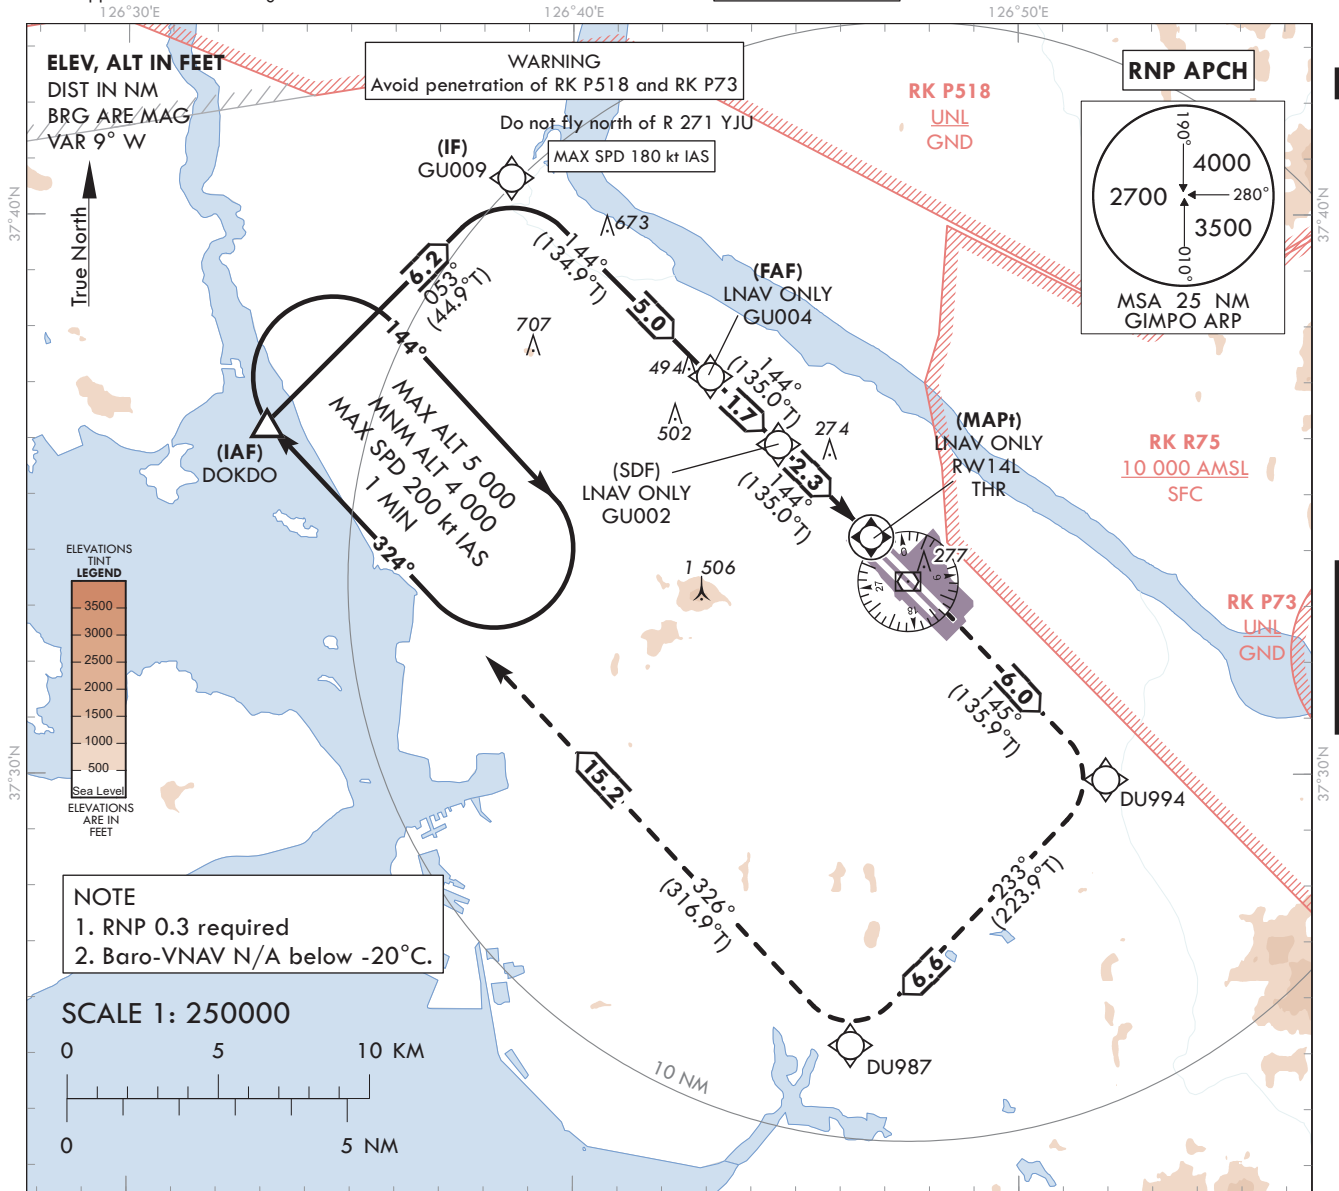 126°30'E
126°40'E
126°50'E
ELEV, ALT IN FEET
DIST IN NM
BRG ARE MAG
VAR 9° W
True North
WARNING
Avoid penetration of RK P518 and RK P73
Do not fly north of R 271 YJU
MAX SPD 180 kt IAS
(IF)
GU009
RK P518
UNL
GND
RNP APCH
190°
4000
2700
280°
3500
010°
MSA 25 NM
GIMPO ARP
37°40'N
37°40'N
673
6.2
053°
(44.9°T)
144°
(134.9°T)
5.0
(FAF)
LNAV ONLY
GU004
707
494
502
144°
(135.0°T)
1.7
274
2.3
144°
(135.0°T)
(SDF)
LNAV ONLY
GU002
(MAPt)
LNAV ONLY
RW14L
THR
RK R75
10 000 AMSL
SFC
144°
MAX ALT 5 000
MNM ALT 4 000
MAX SPD 200 kt IAS
1 MIN
324°
(IAF)
DOKDO
ELEVATIONS
TINT
LEGEND
3500
3000
2500
2000
1500
1000
500
Sea Level
ELEVATIONS
ARE IN
FEET
1 506
277
0
9
18
27
RK P73
UNL
GND
6.0
145°
(135.9°T)
37°30'N
37°30'N
DU994
15.2
326°
(316.9°T)
233°
(223.9°T)
6.6
DU987
10 NM
NOTE
1. RNP 0.3 required
2. Baro-VNAV N/A below -20°C.
SCALE 1: 250000
0 5 10 KM
0 5 NM